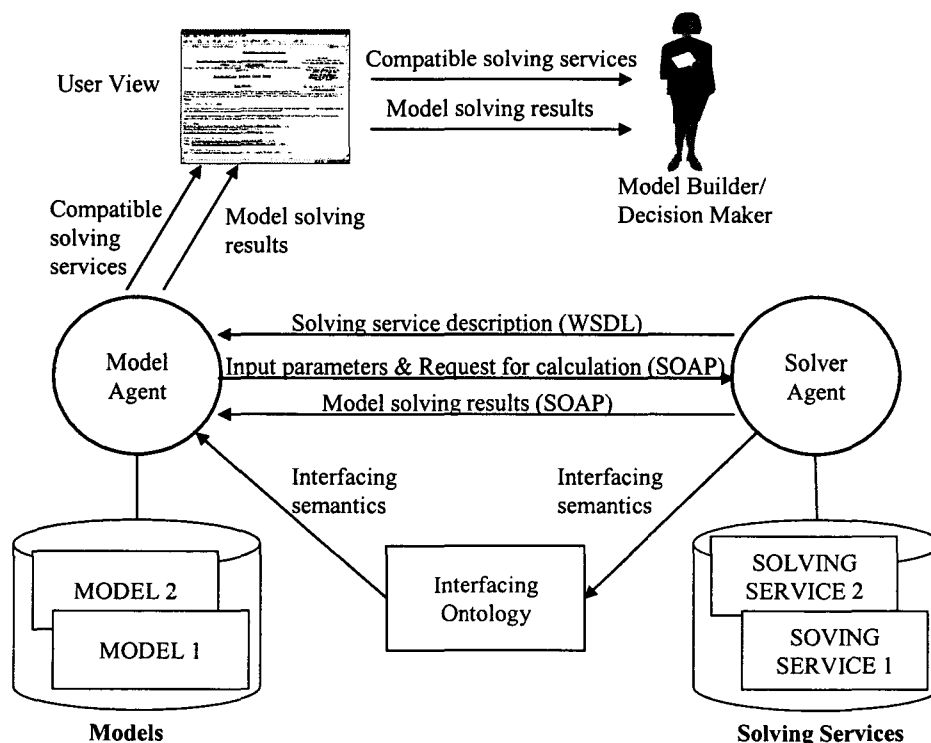 User View
Compatible solving services
Model solving results
Model Builder/
Decision Maker
Compatible
solving
services
Model solving
results
Model
Agent
Solving service description (WSDL)
Input parameters & Request for calculation (SOAP)
Model solving results (SOAP)
Solver
Agent
Interfacing
semantics
Interfacing
semantics
Interfacing
Ontology
MODEL 2
MODEL 1
Models
SOLVING
SERVICE 2
SOVING
SERVICE 1
Solving Services